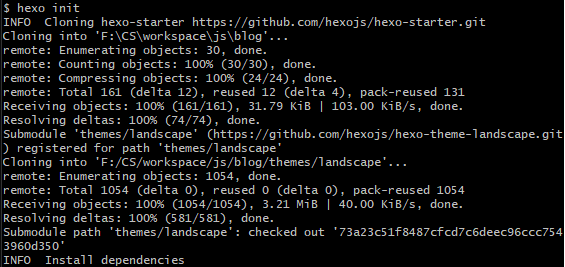 $ hexo init
INFO  Cloning hexo-starter https://github.com/hexojs/hexo-starter.git
Cloning into 'F:\CS\workspace\js\blog'...
remote: Enumerating objects: 30, done.
remote: Counting objects: 100% (30/30), done.
remote: Compressing objects: 100% (24/24), done.
remote: Total 161 (delta 12), reused 12 (delta 4), pack-reused 131
Receiving objects: 100% (161/161), 31.79 KiB | 103.00 KiB/s, done.
Resolving deltas: 100% (74/74), done.
Submodule 'themes/landscape' (https://github.com/hexojs/hexo-theme-landscape.git
) registered for path 'themes/landscape'
Cloning into 'F:/CS/workspace/js/blog/themes/landscape'...
remote: Enumerating objects: 1054, done.
remote: Total 1054 (delta 0), reused 0 (delta 0), pack-reused 1054
Receiving objects: 100% (1054/1054), 3.21 MiB | 40.00 KiB/s, done.
Resolving deltas: 100% (581/581), done.
Submodule path 'themes/landscape': checked out '73a23c51f8487cfcd7c6deec96ccc754
3960d350'
INFO  Install dependencies